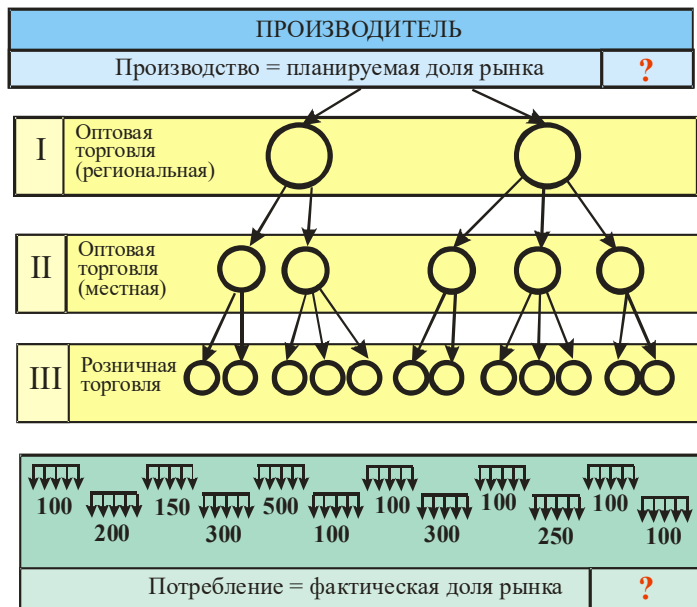 ПРОИЗВОДИТЕЛЬ
Производство = планируемая доля рынка ?
I Оптовая
торговля
(региональная)
II Оптовая
торговля
(местная)
III Розничная
торговля
100 150 500 100 100 100
200 300 100 300 250 100
Потребление = фактическая доля рынка ?